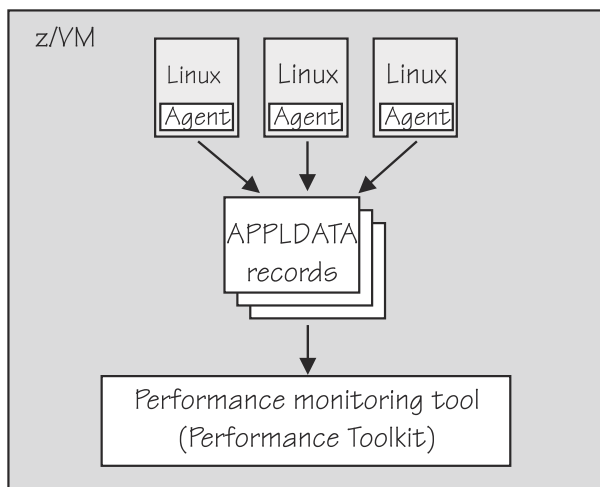 z/VM
Linux
Linux
Linux
Agent
Agent
Agent
APPLDATA
records
Performance monitoring tool
(Performance Toolkit)